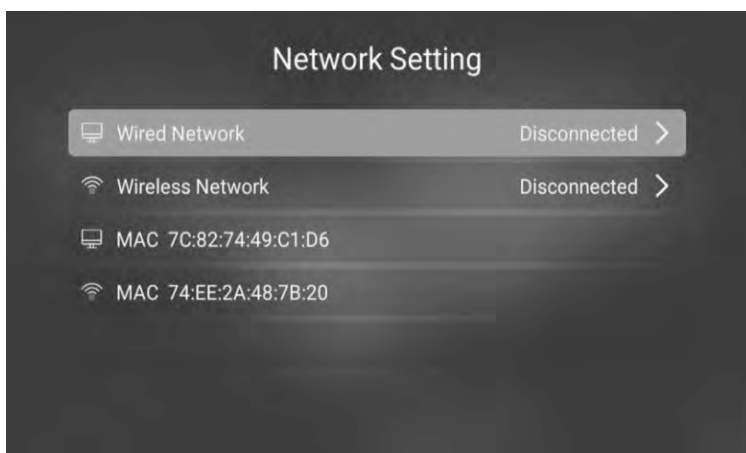 Network Setting
Wired Network Disconnected
Wireless Network Disconnected
MAC 7C:82:74:49:C1:D6
MAC 74:EE:2A:48:7B:20